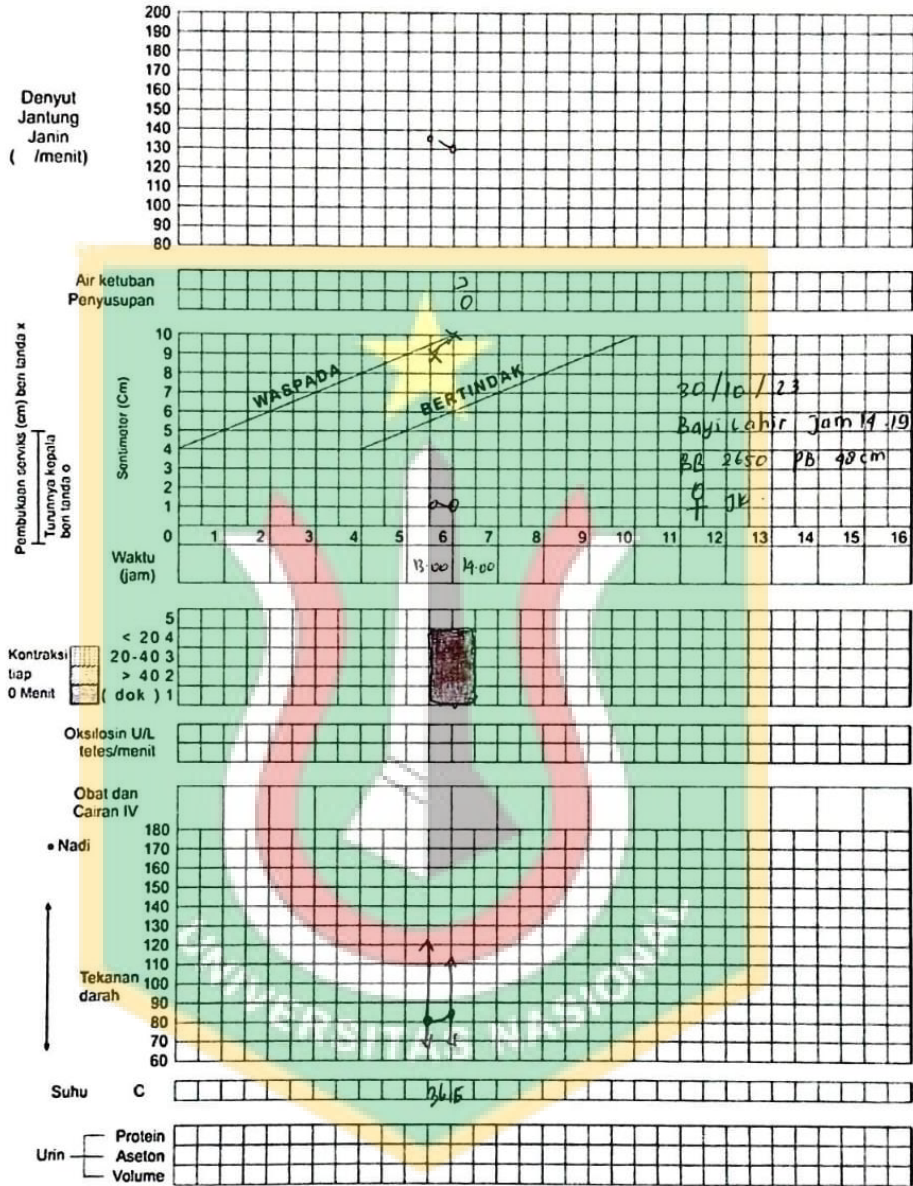 200
190
180
170
160
150
140
130
120
110
100
90
80
Denyut
Jantung
Janin
( /menit)
Air ketuban
Penyusupan
0
10
9
8
7
6
5
4
3
2
1
0
Pembukaan serviks (cm) beri tanda x
Turunnya kepala
beri tanda o
Sentimeter (Cm)
WASPADA
BERTINDAK
30/10/23
Bayi Lahir Jam 14.19
BB 2650 PB 48 cm
♀ JK
1 2 3 4 5 6 7 8 9 10 11 12 13 14 15 16
Waktu
(jam)
13.00 14.00
Kontraksi
tiap
0 Menit
5
< 20 4
20-40 3
> 40 2
( dok ) 1
Oksilosin U/L
tetes/menit
Obat dan
Cairan IV
• Nadi
Tekanan
darah
180
170
160
150
140
130
120
110
100
90
80
70
60
UNIVERSITAS NASIONAL
Suhu C
Urin
Protein
Aseton
Volume